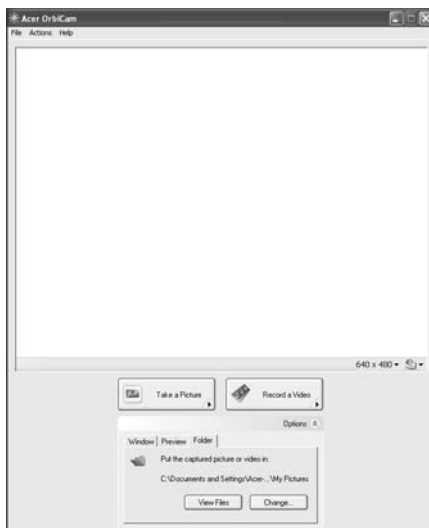 Acer OrbiCam
File Actions Help
640 x 480
Take a Picture Record a Video
Options
Window Preview Folder
Put the captured picture or video in:
C:\Documents and Settings\Acer-...\My Pictures
View Files Change...